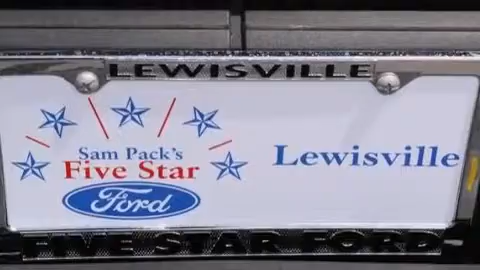 LEWISVILLE
Sam Pack's
Five Star
Ford
Lewisville
FIVE STAR FORD